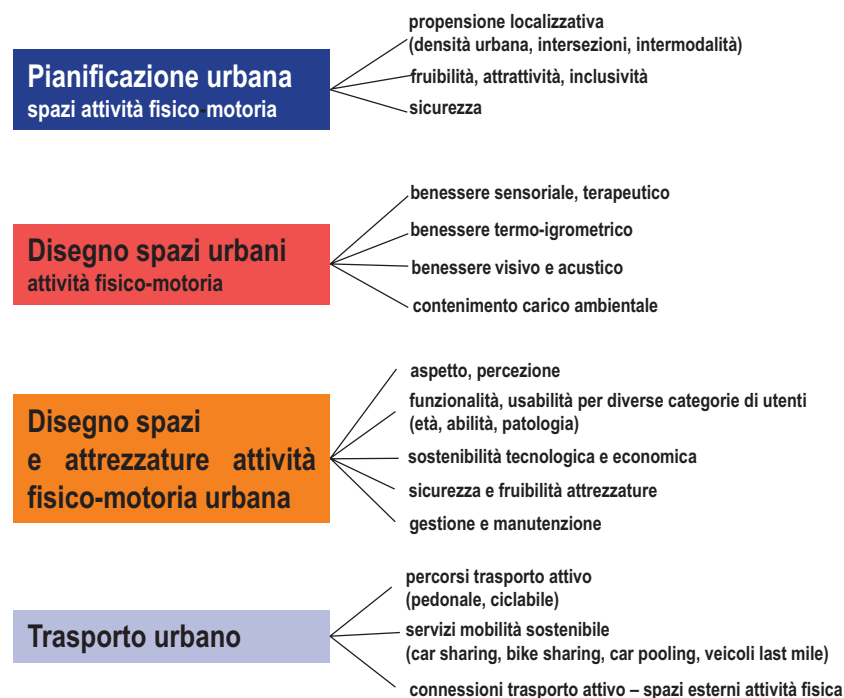 propensione localizzativa
(densità urbana, intersezioni, intermodalità)
Pianificazione urbana
spazi attività fisico-motoria
fruibilità, attrattività, inclusività
sicurezza
benessere sensoriale, terapeutico
benessere termo-igrometrico
Disegno spazi urbani
attività fisico-motoria
benessere visivo e acustico
contenimento carico ambientale
aspetto, percezione
funzionalità, usabilità per diverse categorie di utenti
(età, abilità, patologia)
Disegno spazi
e attrezzature attività
fisico-motoria urbana
sostenibilità tecnologica e economica
sicurezza e fruibilità attrezzature
gestione e manutenzione
percorsi trasporto attivo
(pedonale, ciclabile)
Trasporto urbano
servizi mobilità sostenibile
(car sharing, bike sharing, car pooling, veicoli last mile)
connessioni trasporto attivo – spazi esterni attività fisica